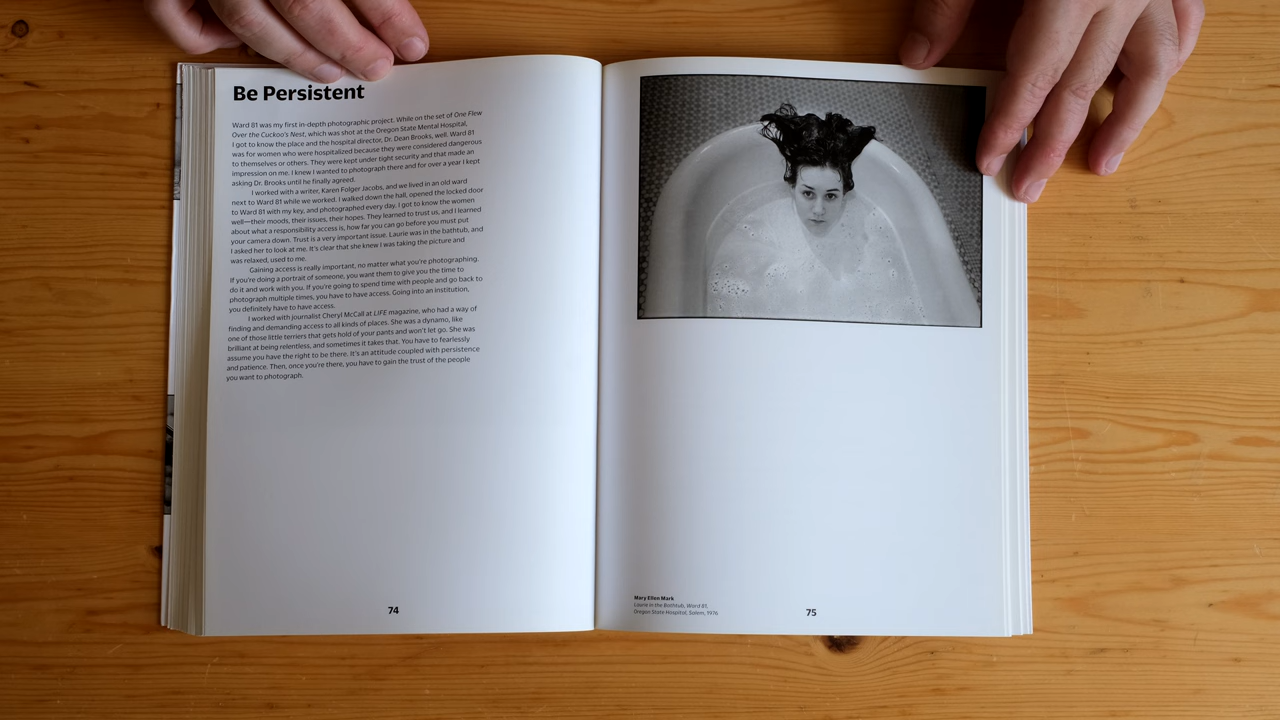 Be Persistent
Ward 81 was my first in-depth photographic project. While on the set of One Flew
Over the Cuckoo's Nest, which was shot at the Oregon State Mental Hospital,
I got to know the place and the hospital director, Dr. Dean Brooks, well. Ward 81
was for women who were hospitalized because they were considered dangerous
to themselves or others. They were kept under tight security and that made an
impression on me. I knew I wanted to photograph there and for over a year I kept
asking Dr. Brooks until he finally agreed.
I worked with a writer, Karen Folger Jacobs, and we lived in an old ward
next to Ward 81 while we worked. I walked down the hall, opened the locked door
to Ward 81 with my key, and photographed every day. I got to know the women
well—their moods, their issues, their hopes. They learned to trust us, and I learned
about what a responsibility access is, how far you can go before you must put
your camera down. Trust is a very important issue. Laurie was in the bathtub, and
I asked her to look at me. It's clear that she knew I was taking the picture and
was relaxed, used to me.
Gaining access is really important, no matter what you're photographing.
If you're doing a portrait of someone, you want them to give you the time to
do it and work with you. If you're going to spend time with people and go back to
photograph multiple times, you have to have access. Going into an institution,
you definitely have to have access.
I worked with journalist Cheryl McCall at LIFE magazine, who had a way of
finding and demanding access to all kinds of places. She was a dynamo, like
one of those little terriers that gets hold of your pants and won't let go. She was
brilliant at being relentless, and sometimes it takes that. You have to fearlessly
assume you have the right to be there. It's an attitude coupled with persistence
and patience. Then, once you're there, you have to gain the trust of the people
you want to photograph.
74
Mary Ellen Mark
Laurie in the Bathtub, Ward 81,
Oregon State Hospital, Salem, 1976
75